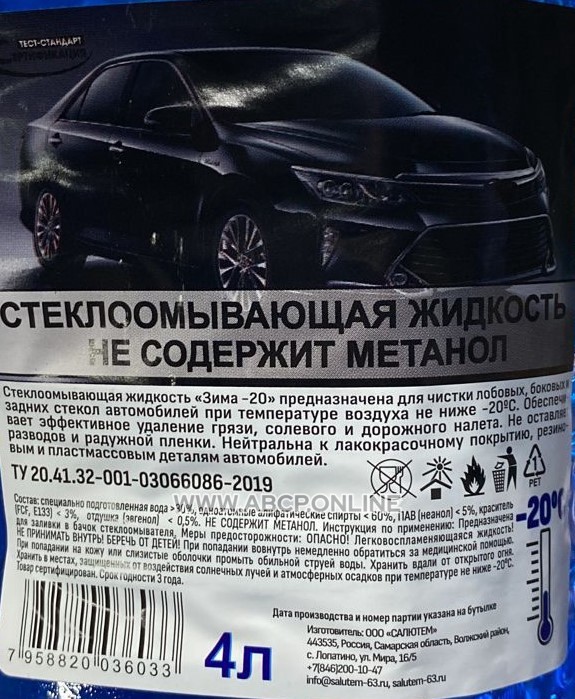 ТЕСТ-СТАНДАРТ
СТЕКЛООМЫВАЮЩАЯ ЖИДКОСТЬ
НЕ СОДЕРЖИТ МЕТАНОЛ
Стеклоомывающая жидкость «Зима -20» предназначена для чистки лобовых, боковых и
задних стекол автомобилей при температуре воздуха не ниже -20ºС. Обеспечи
вает эффективное удаление грязи, солевого и дорожного налета. Не оставляе
разводов и радужной пленки. Нейтральна к лакокрасочному покрытию, резино-
вым и пластмассовым деталям автомобилей.
ТУ 20.41.32-001-03066086-2019
1
PET
WWW.ABCPONLINE
Состав: специально подготовленная вода > 30%, одноатомные алифатические спирты < 60%, ПАВ (неанол) < 5%, краситель
(FCF, E133) < 3%, отдушка (эвгенол) < 0,5%. НЕ СОДЕРЖИТ МЕТАНОЛ. Инструкция по применению: Предназначена
для заливки в бачок стеклоомывателя. Меры предосторожности: ОПАСНО! Легковоспламеняющаяся жидкость!
НЕ ПРИНИМАТЬ ВНУТРЬ! БЕРЕЧЬ ОТ ДЕТЕЙ! При попадании вовнутрь немедленно обратиться за медицинской помощью.
При попадании на кожу или слизистые оболочки промыть обильной струей воды. Хранить вдали от открытого огня.
Хранить в местах, защищенных от воздействия солнечных лучей и атмосферных осадков при температуре не ниже -20ºС.
Товар сертифицирован. Срок годности 3 года.
-20ºC
7 958820 036033
4л
Дата производства и номер партии указана на бутылке
Изготовитель: ООО «САЛЮТЕМ»
443535, Россия, Самарская область, Волжский район,
с. Лопатино, ул. Мира, 16/5
+7(846)200-10-47
info@salutem-63.ru, salutem-63.ru